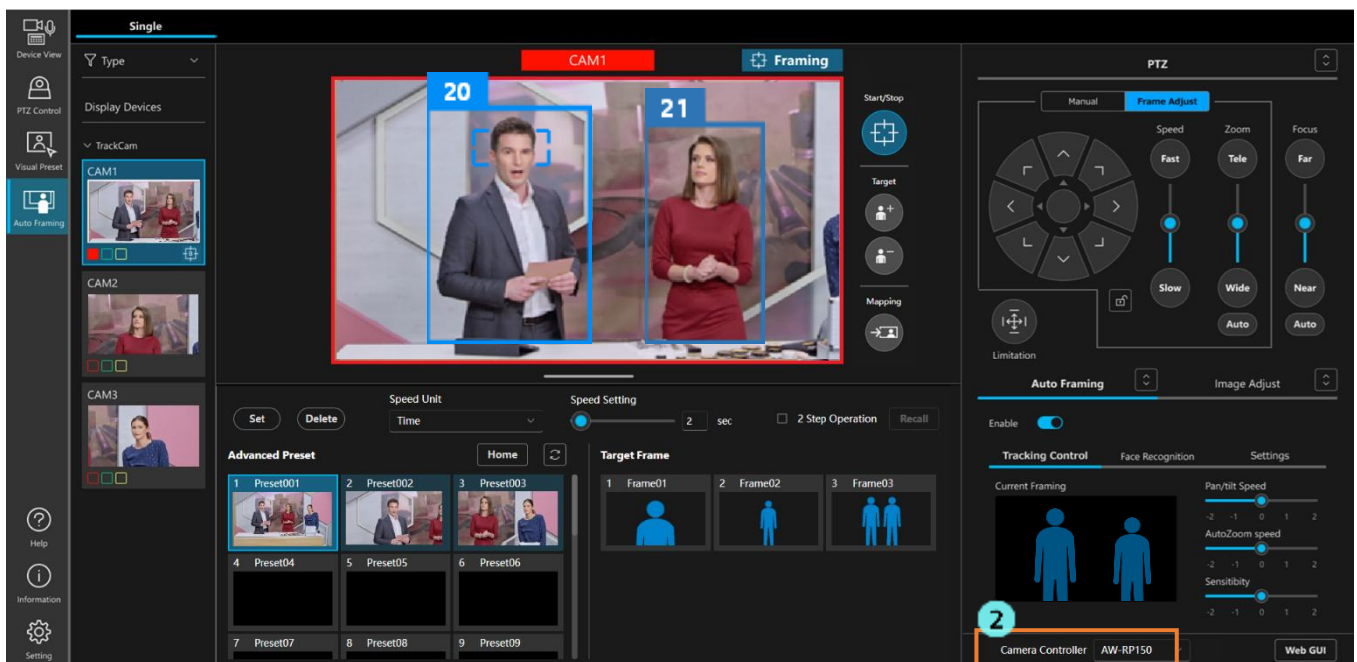 Single
Device View
PTZ Control
Visual Preset
Auto Framing
Help
Information
Setting
Type
Display Devices
TrackCam
CAM1
CAM2
CAM3
CAM1
Framing
20
21
Start/Stop
Target
Mapping
Set
Delete
Speed Unit
Time
Speed Setting
2 sec
2 Step Operation
Recall
Advanced Preset
Home
1 Preset001
2 Preset002
3 Preset003
4 Preset04
5 Preset05
6 Preset06
7 Preset07
8 Preset08
9 Preset09
Target Frame
1 Frame01
2 Frame02
3 Frame03
PTZ
Manual
Frame Adjust
Speed
Zoom
Focus
Fast
Tele
Far
Slow
Wide
Near
Auto
Auto
Limitation
Auto Framing
Image Adjust
Enable
Tracking Control
Face Recognition
Settings
Current Framing
Pan/tilt Speed
-2 -1 0 1 2
AutoZoom speed
-2 -1 0 1 2
Sensitibity
-2 -1 0 1 2
2
Camera Controller
AW-RP150
Web GUI